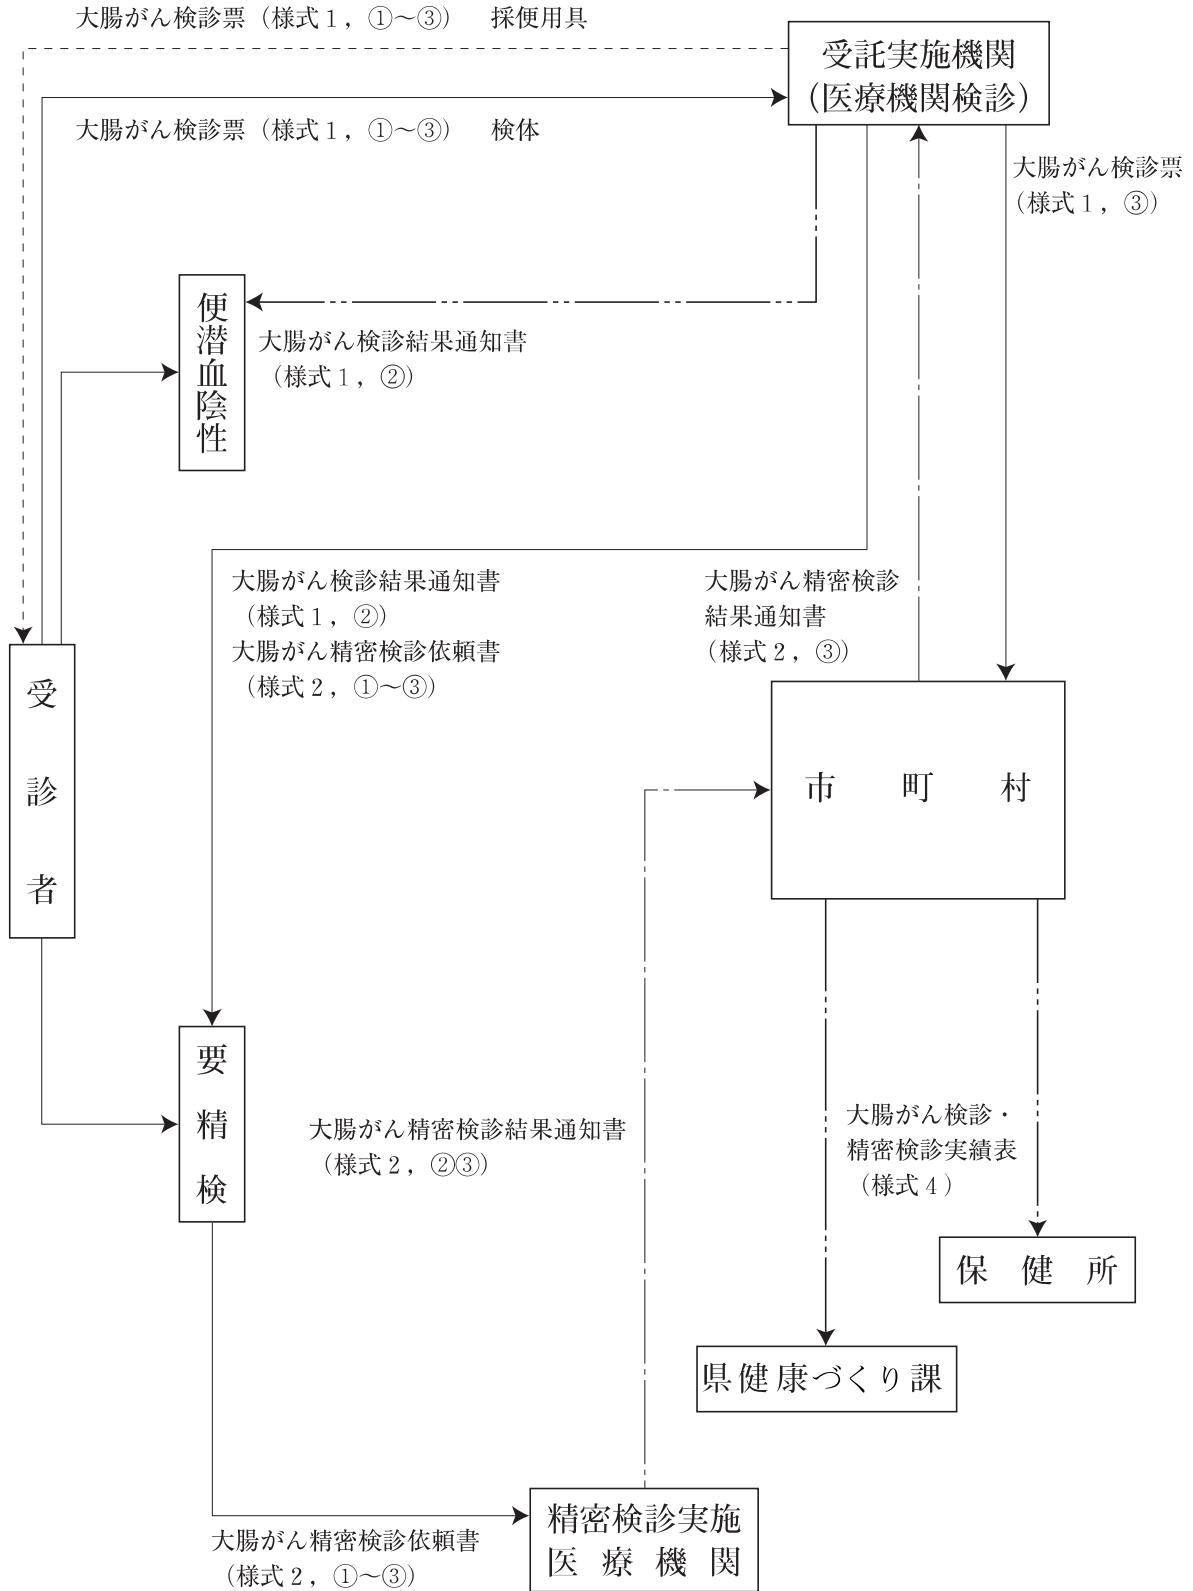 大腸がん検診票（様式1，①～③）　採便用具
受託実施機関
（医療機関検診）
大腸がん検診票（様式1，①～③）　検体
大腸がん検診票
（様式1，③）
便潜血陰性
大腸がん検診結果通知書
（様式1，②）
大腸がん検診結果通知書
（様式1，②）
大腸がん精密検診依頼書
（様式2，①～③）
大腸がん精密検診
結果通知書
（様式2，③）
受診者
市町村
要精検
大腸がん精密検診結果通知書
（様式2，②③）
大腸がん検診・
精密検診実績表
（様式4）
保健所
県健康づくり課
大腸がん精密検診依頼書
（様式2，①～③）
精密検診実施
医療機関